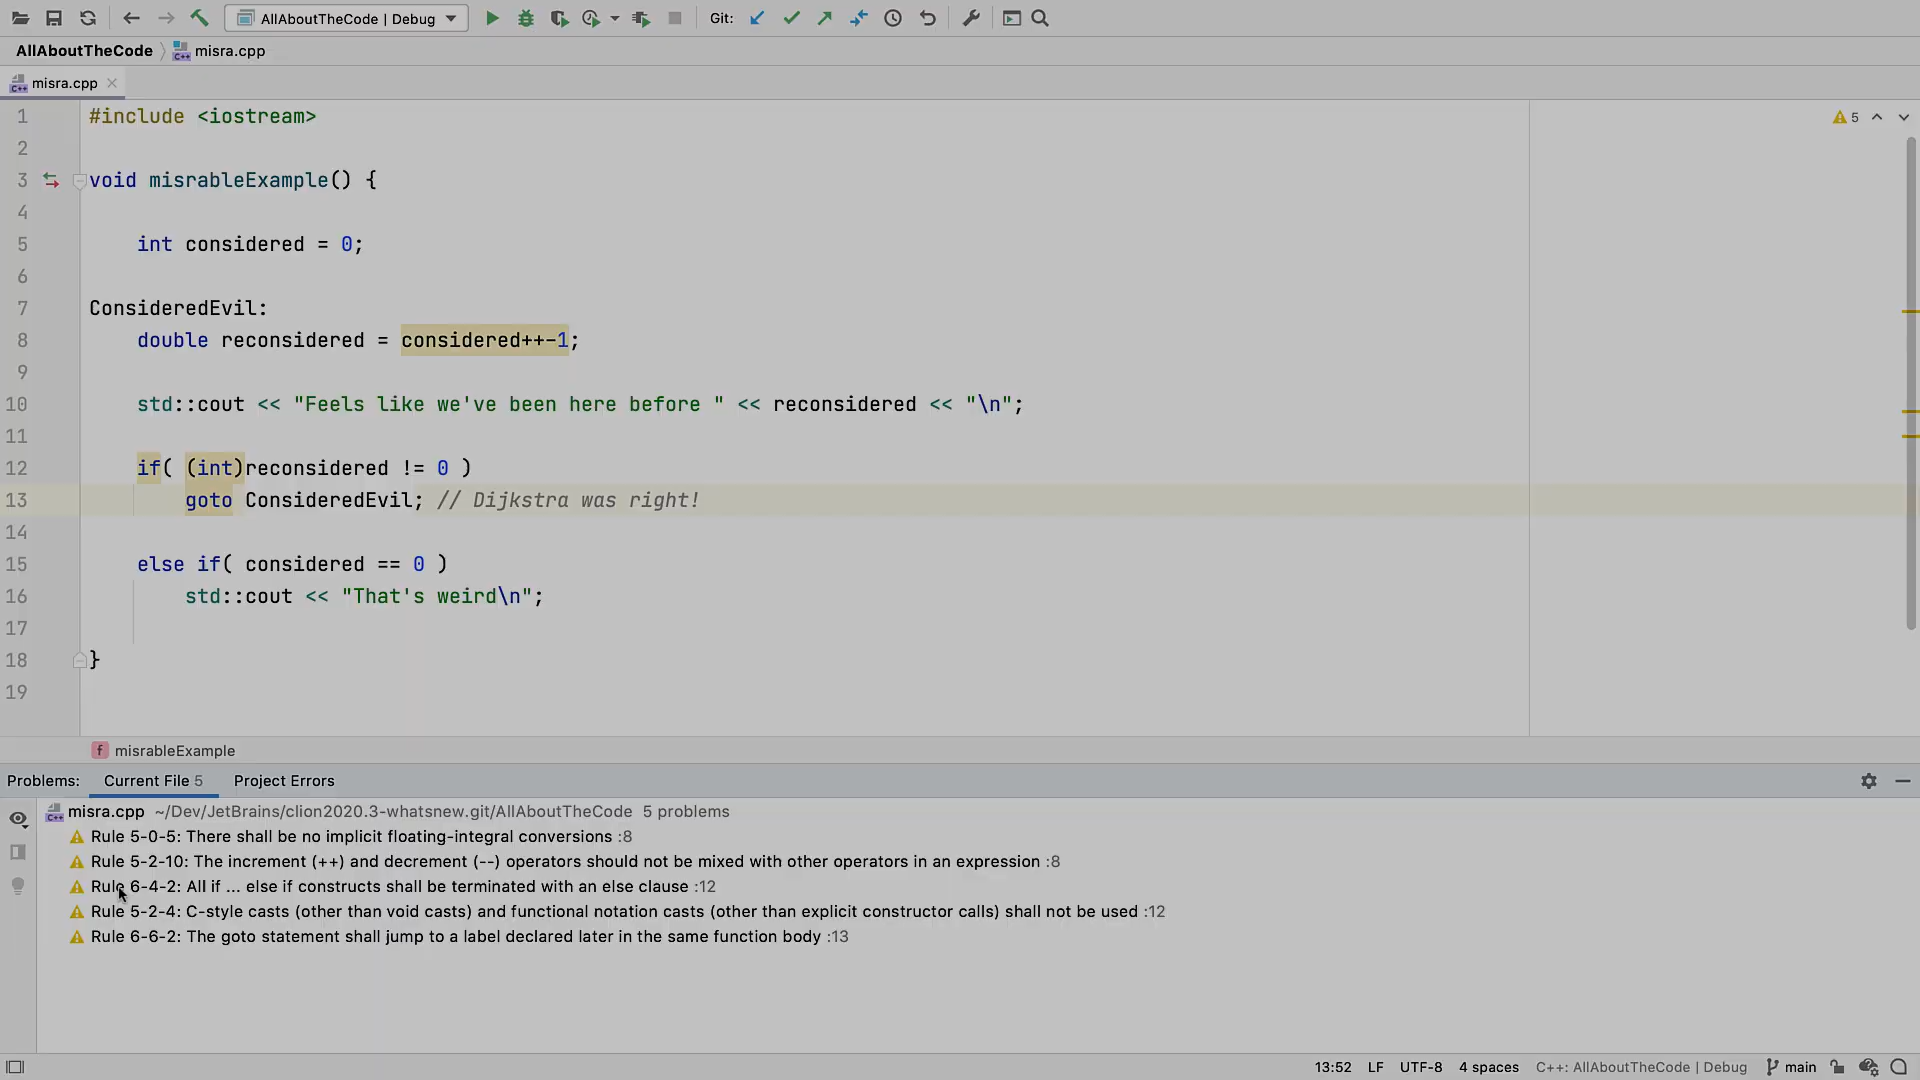 AllAboutTheCode | Debug Git:
AllAboutTheCode misra.cpp
misra.cpp
1 #include <iostream>
2
3 void misrableExample() {
4
5 int considered = 0;
6
7 ConsideredEvil:
8 double reconsidered = considered++-1;
9
10 std::cout << "Feels like we've been here before " << reconsidered << "\n";
11
12 if( (int)reconsidered != 0 )
13 goto ConsideredEvil; // Dijkstra was right!
14
15 else if( considered == 0 )
16 std::cout << "That's weird\n";
17
18 }
19
5
f misrableExample
Problems: Current File 5 Project Errors
misra.cpp ~/Dev/JetBrains/clion2020.3-whatsnew.git/AllAboutTheCode 5 problems
Rule 5-0-5: There shall be no implicit floating-integral conversions :8
Rule 5-2-10: The increment (++) and decrement (--) operators should not be mixed with other operators in an expression :8
Rule 6-4-2: All if ... else if constructs shall be terminated with an else clause :12
Rule 5-2-4: C-style casts (other than void casts) and functional notation casts (other than explicit constructor calls) shall not be used :12
Rule 6-6-2: The goto statement shall jump to a label declared later in the same function body :13
13:52 LF UTF-8 4 spaces C++: AllAboutTheCode | Debug main